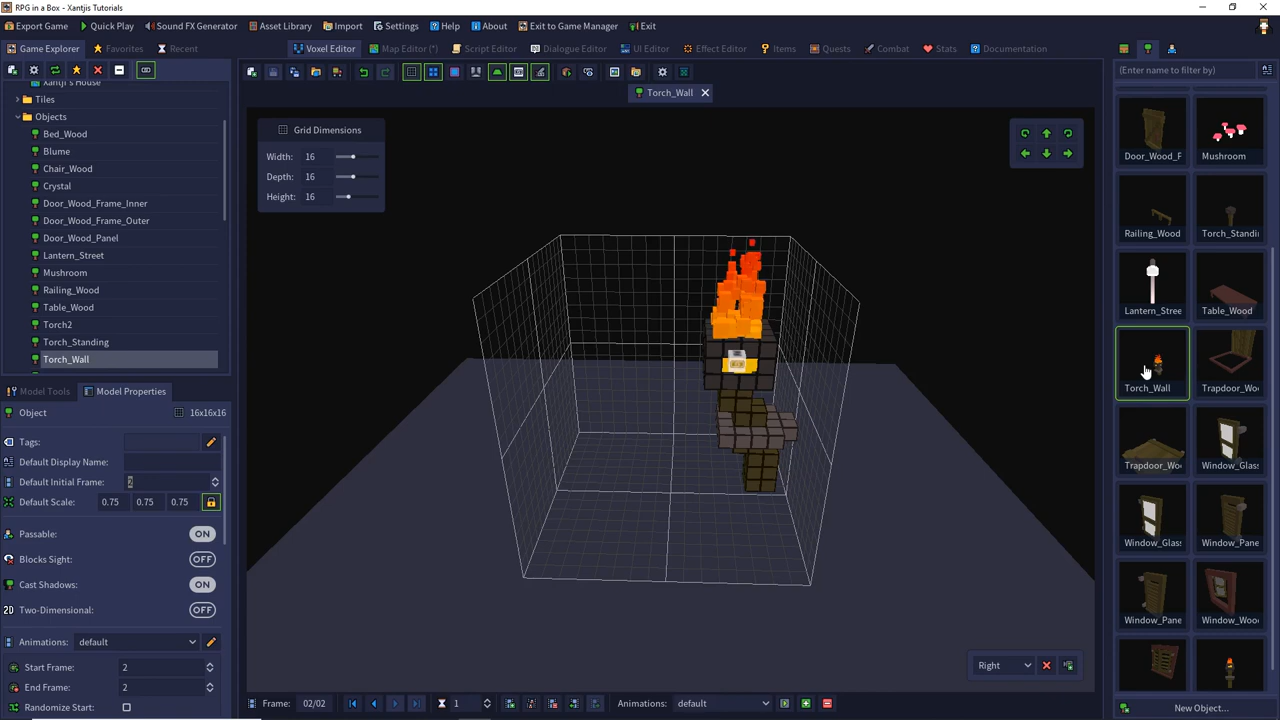 RPG in a Box - Xantjis Tutorials
Export Game Quick Play Sound FX Generator Asset Library Import Settings Help About Exit to Game Manager Exit
Game Explorer Favorites Recent Voxel Editor Map Editor (*) Script Editor Dialogue Editor UI Editor Effect Editor Items Quests Combat Stats Documentation
(Enter name to filter by)
Xantji's House
Torch_Wall
Tiles
Objects
Bed_Wood
Blume
Chair_Wood
Crystal
Door_Wood_Frame_Inner
Door_Wood_Frame_Outer
Door_Wood_Panel
Lantern_Street
Mushroom
Railing_Wood
Table_Wood
Torch2
Torch_Standing
Torch_Wall
Grid Dimensions
Width: 16
Depth: 16
Height: 16
Door_Wood_F Mushroom
Railing_Wood Torch_Standi
Lantern_Stree Table_Wood
Torch_Wall Trapdoor_Woo
Trapdoor_Woo Window_Glass
Window_Glass Window_Pane
Window_Pane Window_Wood
Model Tools Model Properties
Object 16x16x16
Tags:
Default Display Name:
Default Initial Frame: 2
Default Scale: 0.75 0.75 0.75
Passable: ON
Blocks Sight: OFF
Cast Shadows: ON
2D Two-Dimensional: OFF
Animations: default
Start Frame: 2
End Frame: 2
Randomize Start:
Right
Frame: 02/02 1 Animations: default
New Object...